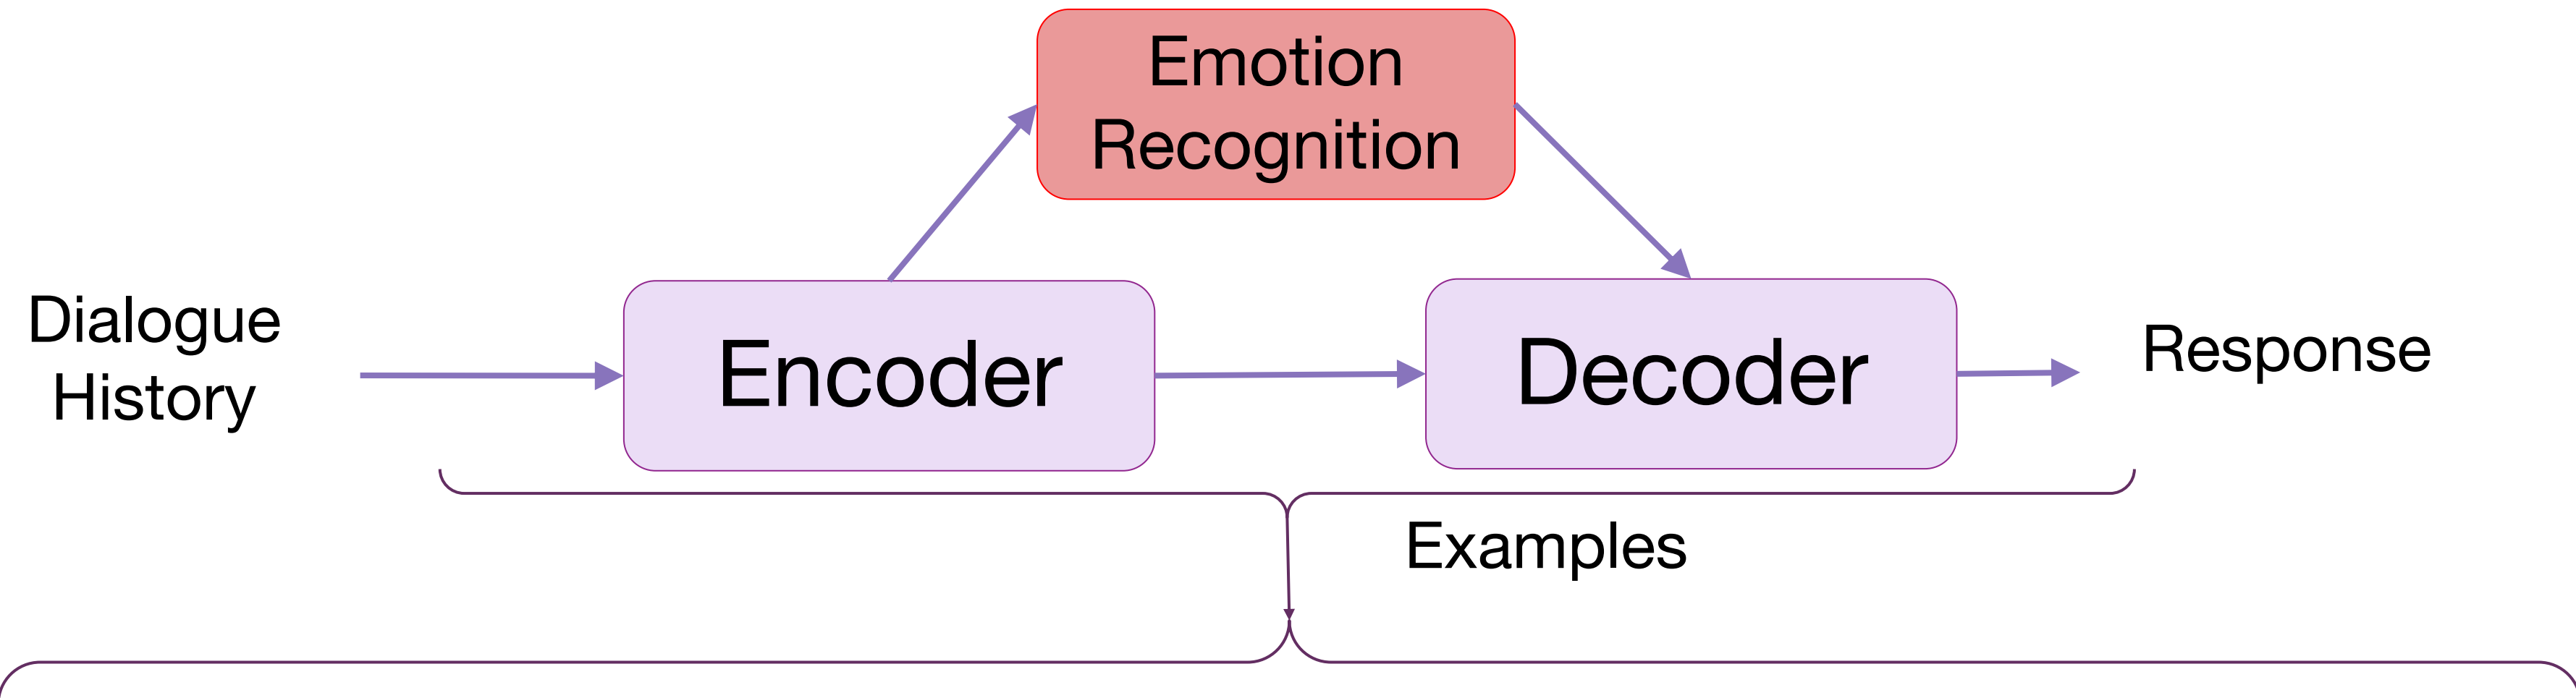 Emotion
Recognition
Dialogue
History
Encoder
Decoder
Response
Examples